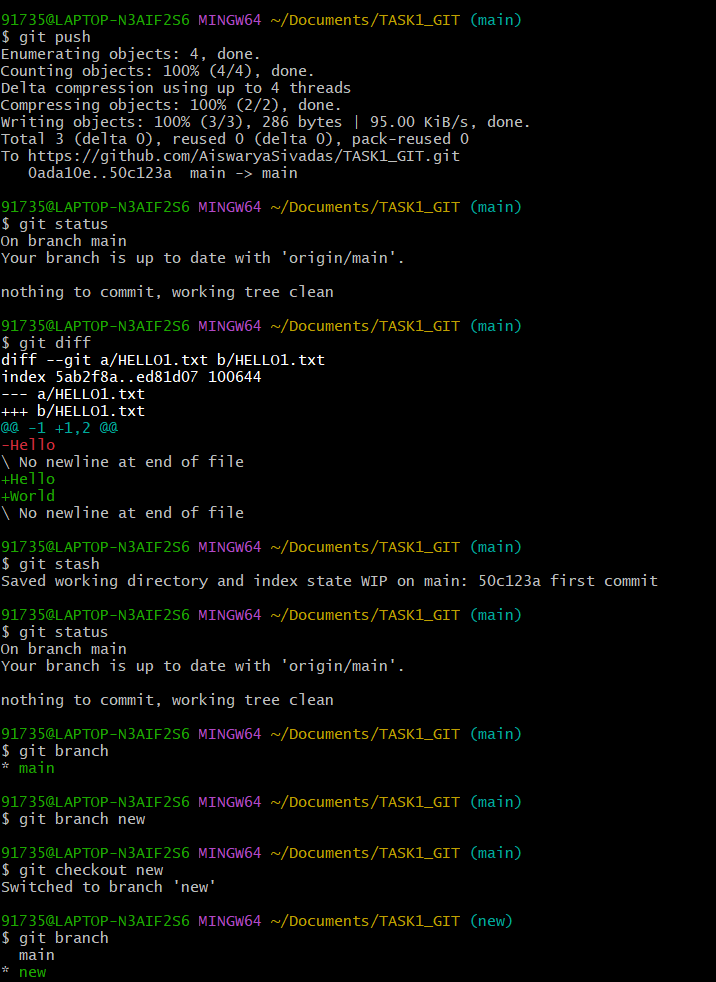 91735@LAPTOP-N3AIF2S6 MINGW64 ~/Documents/TASK1_GIT (main)
$ git push
Enumerating objects: 4, done.
Counting objects: 100% (4/4), done.
Delta compression using up to 4 threads
Compressing objects: 100% (2/2), done.
Writing objects: 100% (3/3), 286 bytes | 95.00 KiB/s, done.
Total 3 (delta 0), reused 0 (delta 0), pack-reused 0
To https://github.com/AiswaryaSivadas/TASK1_GIT.git
   0ada10e..50c123a  main -> main

91735@LAPTOP-N3AIF2S6 MINGW64 ~/Documents/TASK1_GIT (main)
$ git status
On branch main
Your branch is up to date with 'origin/main'.

nothing to commit, working tree clean

91735@LAPTOP-N3AIF2S6 MINGW64 ~/Documents/TASK1_GIT (main)
$ git diff
diff --git a/HELLO1.txt b/HELLO1.txt
index 5ab2f8a..ed81d07 100644
--- a/HELLO1.txt
+++ b/HELLO1.txt
@@ -1 +1,2 @@
-Hello
\ No newline at end of file
+Hello
+World
\ No newline at end of file

91735@LAPTOP-N3AIF2S6 MINGW64 ~/Documents/TASK1_GIT (main)
$ git stash
Saved working directory and index state WIP on main: 50c123a first commit

91735@LAPTOP-N3AIF2S6 MINGW64 ~/Documents/TASK1_GIT (main)
$ git status
On branch main
Your branch is up to date with 'origin/main'.

nothing to commit, working tree clean

91735@LAPTOP-N3AIF2S6 MINGW64 ~/Documents/TASK1_GIT (main)
$ git branch
* main

91735@LAPTOP-N3AIF2S6 MINGW64 ~/Documents/TASK1_GIT (main)
$ git branch new

91735@LAPTOP-N3AIF2S6 MINGW64 ~/Documents/TASK1_GIT (main)
$ git checkout new
Switched to branch 'new'

91735@LAPTOP-N3AIF2S6 MINGW64 ~/Documents/TASK1_GIT (new)
$ git branch
  main
* new